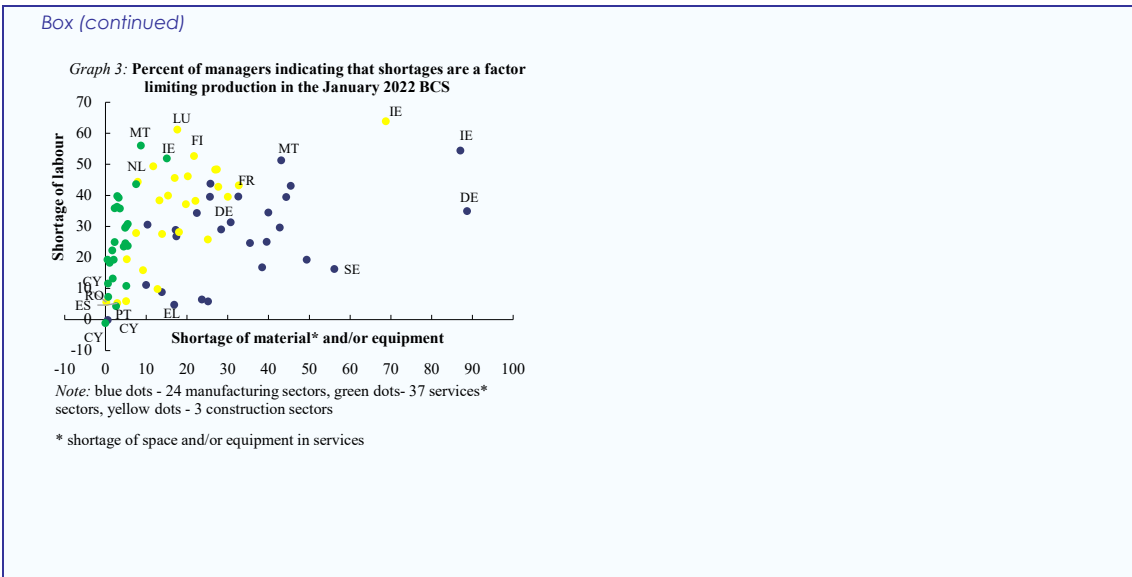 Box (continued)
Graph 3: Percent of managers indicating that shortages are a factor
limiting production in the January 2022 BCS
70
60
50
40
30
20
10
0
-10
Shortage of labour
IE
LU
MT
IE
FI
IE
MT
NL
FR
DE
DE
SE
CY
RO
ES
PT
EL
CY
CY
Shortage of material* and/or equipment
-10 0 10 20 30 40 50 60 70 80 90 100
Note: blue dots - 24 manufacturing sectors, green dots- 37 services*
sectors, yellow dots - 3 construction sectors
* shortage of space and/or equipment in services